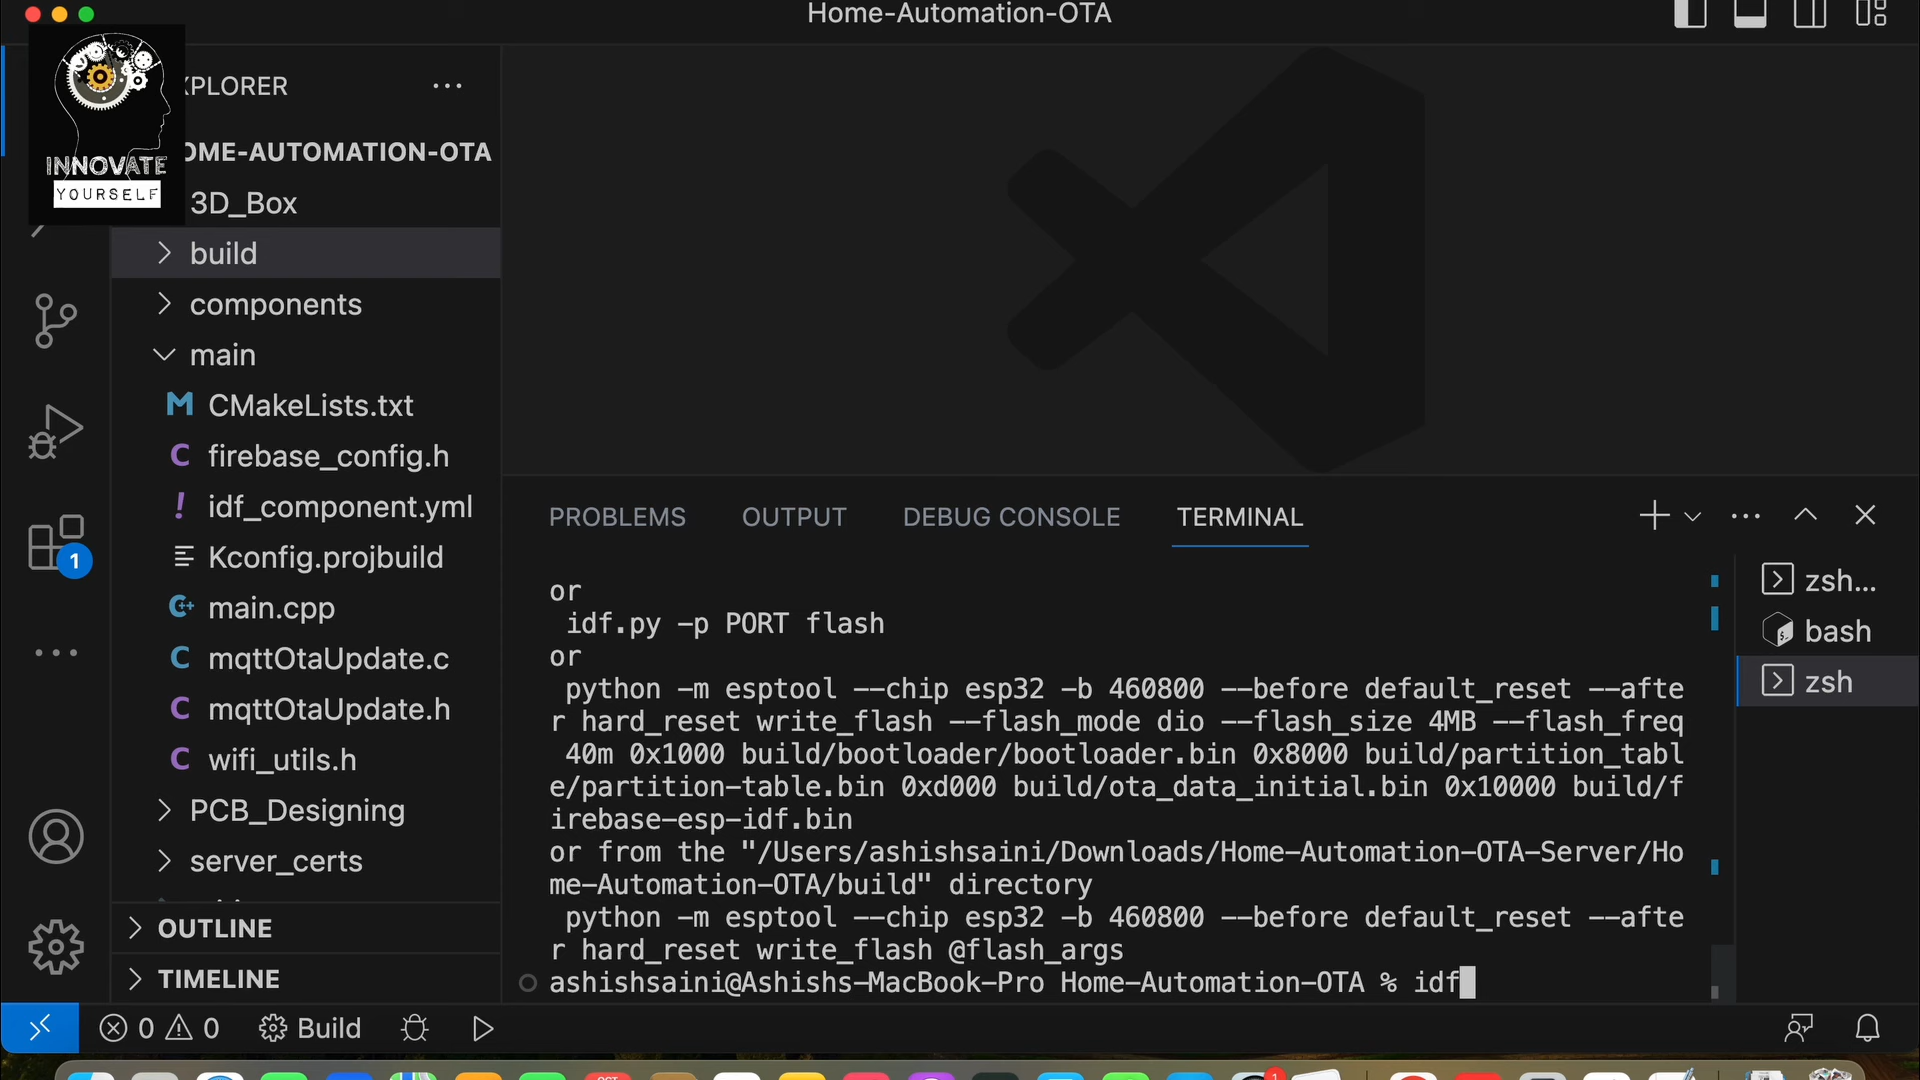 Home-Automation-OTA
INNOVATE
YOURSELF
XPLORER
OME-AUTOMATION-OTA
3D_Box
build
components
main
CMakeLists.txt
firebase_config.h
idf_component.yml
Kconfig.projbuild
main.cpp
mqttOtaUpdate.c
mqttOtaUpdate.h
wifi_utils.h
PCB_Designing
server_certs
OUTLINE
TIMELINE
1
PROBLEMS OUTPUT DEBUG CONSOLE TERMINAL
or
idf.py -p PORT flash
or
python -m esptool --chip esp32 -b 460800 --before default_reset --afte
r hard_reset write_flash --flash_mode dio --flash_size 4MB --flash_freq
40m 0x1000 build/bootloader/bootloader.bin 0x8000 build/partition_tabl
e/partition-table.bin 0xd000 build/ota_data_initial.bin 0x10000 build/f
irebase-esp-idf.bin
or from the "/Users/ashishsaini/Downloads/Home-Automation-OTA-Server/Ho
me-Automation-OTA/build" directory
python -m esptool --chip esp32 -b 460800 --before default_reset --afte
r hard_reset write_flash @flash_args
ashishsaini@Ashishs-MacBook-Pro Home-Automation-OTA % idf
zsh...
bash
zsh
0 0 Build